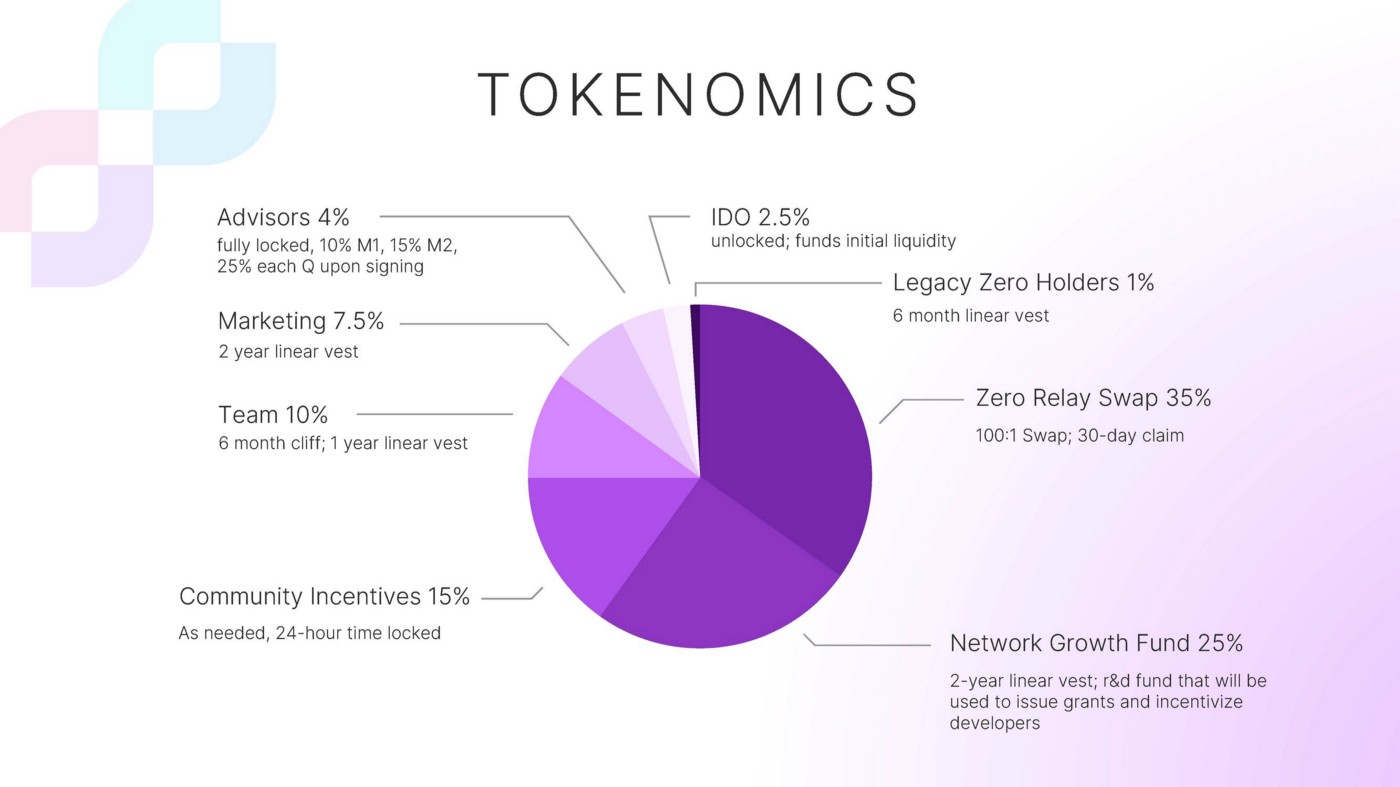 TOKENOMICS
Advisors 4%
fully locked, 10% M1, 15% M2,
25% each Q upon signing
IDO 2.5%
unlocked; funds initial liquidity
Legacy Zero Holders 1%
6 month linear vest
Marketing 7.5%
2 year linear vest
Zero Relay Swap 35%
100:1 Swap; 30-day claim
Team 10%
6 month cliff; 1 year linear vest
Community Incentives 15%
As needed, 24-hour time locked
Network Growth Fund 25%
2-year linear vest; r&d fund that will be
used to issue grants and incentivize
developers